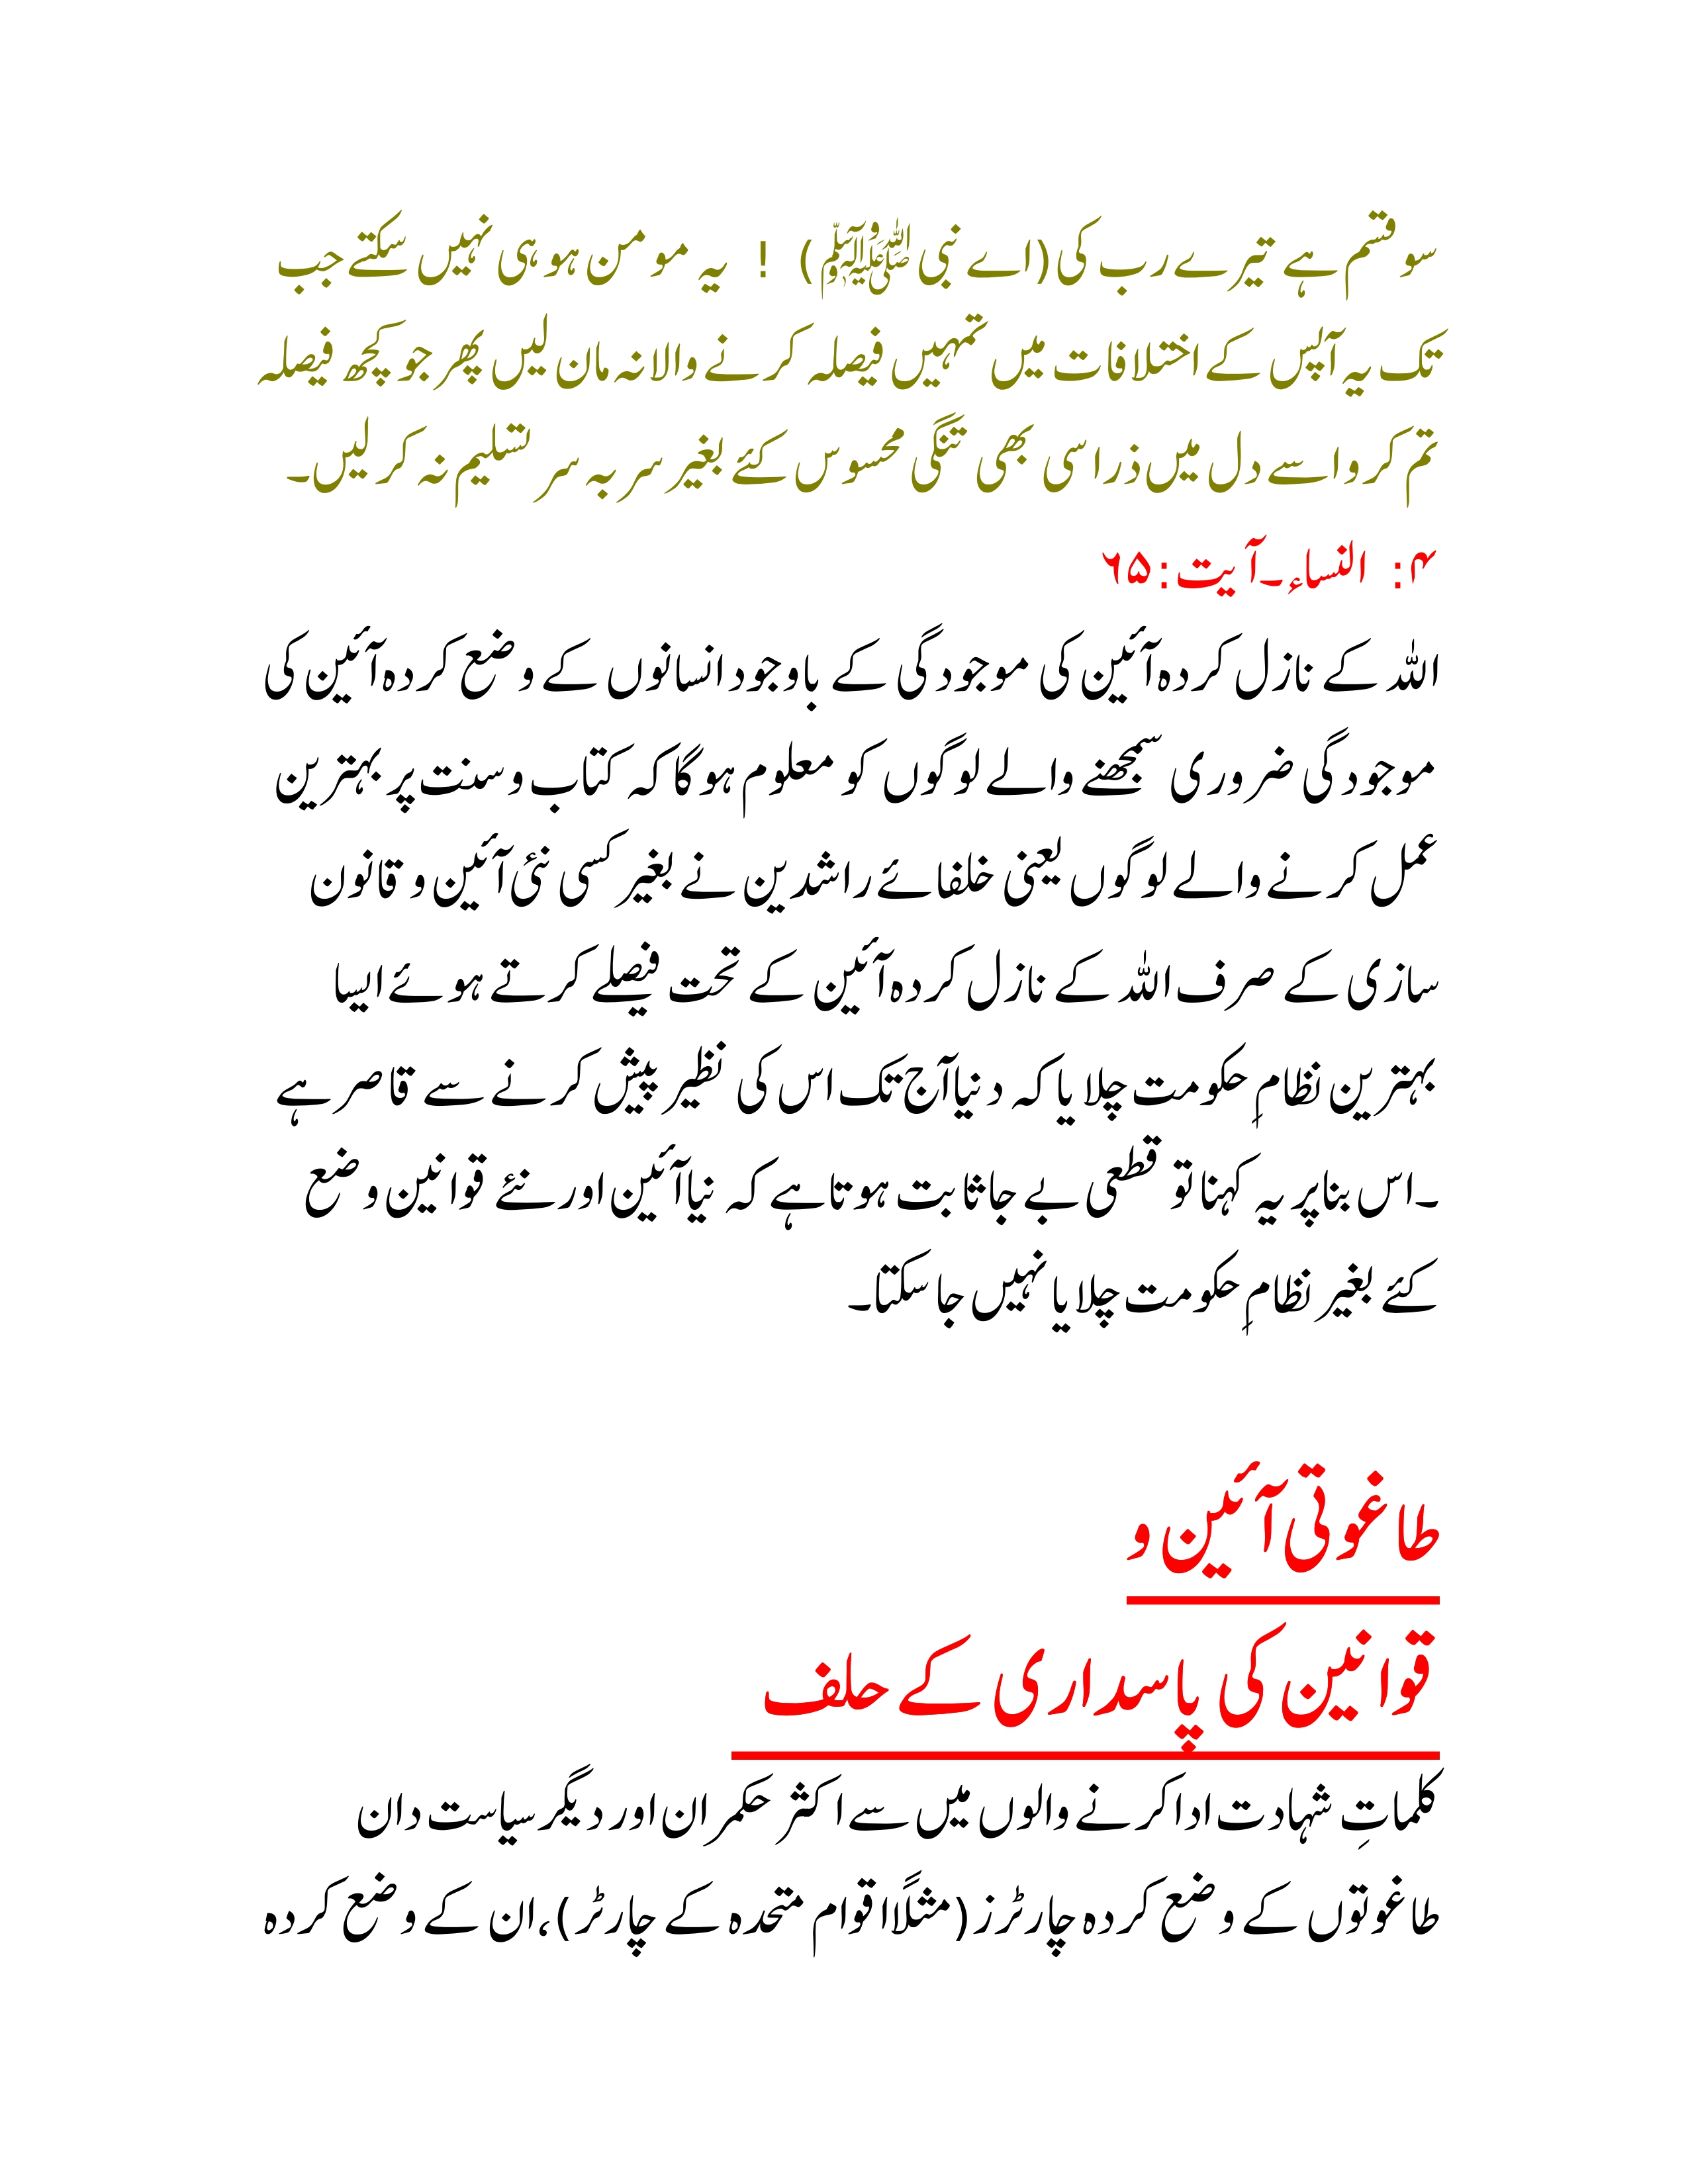 سو قسم ہے تیرے رب کی (اے نبی ﷺ) ! یہ مومن ہو ہی نہیں سکتے جب
تک یہ آپس کے اختلافات میں تمہیں فیصلہ کرنے والا نہ مان لیں پھر جو کچھ فیصلہ
تم کرو اسے دل میں ذرا سی بھی تنگی محسوس کئے بغیر سر بہ سر تسلیم نہ کر لیں۔
۴: النساء۔ آیت: ۶۵
اللہ کے نازل کردہ آئین کی موجودگی کے باوجود انسانوں کے وضع کردہ آئین کی
موجودگی ضروری سمجھنے والے لوگوں کو معلوم ہوگا کہ کتاب و سنت پر بہترین
عمل کرنے والے لوگوں یعنی خلفائے راشدین نے بغیر کسی نئی آئین و قانون
سازی کے صرف اللہ کے نازل کردہ آئین کے تحت فیصلے کرتے ہوئے ایسا
بہترین نظامِ حکومت چلایا کہ دنیا آج تک اس کی نظیر پیش کرنے سے قاصر ہے
۔اس بنا پر یہ کہنا تو قطعی بے جا ثابت ہوتا ہے کہ نیا آئین اور نئے قوانین وضع
کئے بغیر نظامِ حکومت چلایا نہیں جا سکتا۔
طاغوتی آئین و
قوانین کی پاسداری کے حلف
کلماتِ شہادت ادا کرنے والوں میں سے اکثر حکمران اور دیگر سیاست دان
طاغوتوں کے وضع کردہ چارٹرز (مثلاً اقوام متحدہ کے چارٹر)، ان کے وضع کردہ